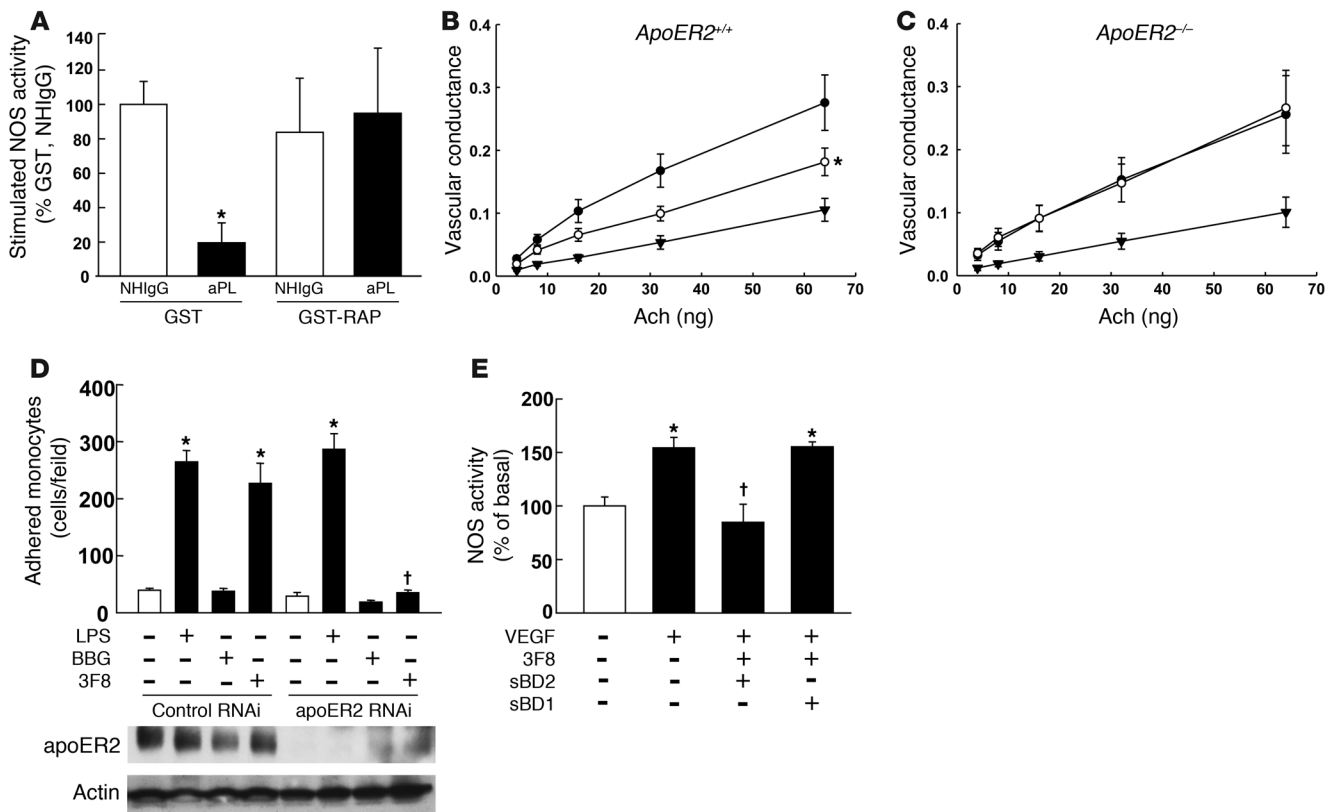 A
Stimulated NOS activity
(% GST, NHIgG)
140
120
100
80
60
40
20
0
*
NHIgG aPL NHIgG aPL
GST GST-RAP
B
ApoER2+/+
Vascular conductance
0.4
0.3
0.2
0.1
0.0
*
0 10 20 30 40 50 60 70
Ach (ng)
C
ApoER2–/–
Vascular conductance
0.4
0.3
0.2
0.1
0.0
0 10 20 30 40 50 60 70
Ach (ng)
D
Adhered monocytes
(cells/feild)
400
300
200
100
0
* * * †
LPS – + – – – + – –
BBG – – + – – – + –
3F8 – – – + – – – +
Control RNAi apoER2 RNAi
apoER2
Actin
E
NOS activity
(% of basal)
200
150
100
50
0
* † *
VEGF – + + +
3F8 – – + +
sBD2 – – + –
sBD1 – – – +